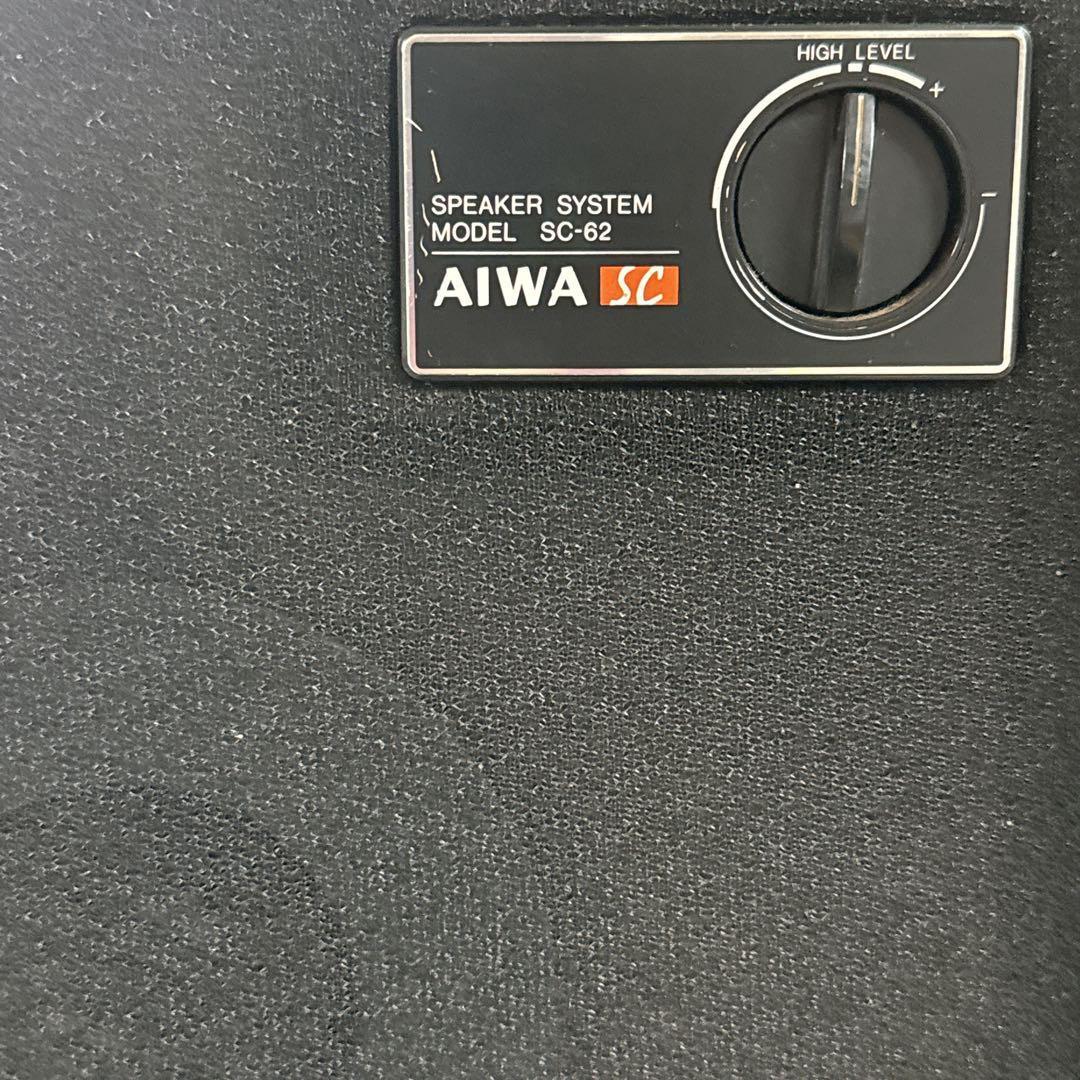 HIGH LEVEL
+
−
SPEAKER SYSTEM
MODEL SC-62
AIWA SC